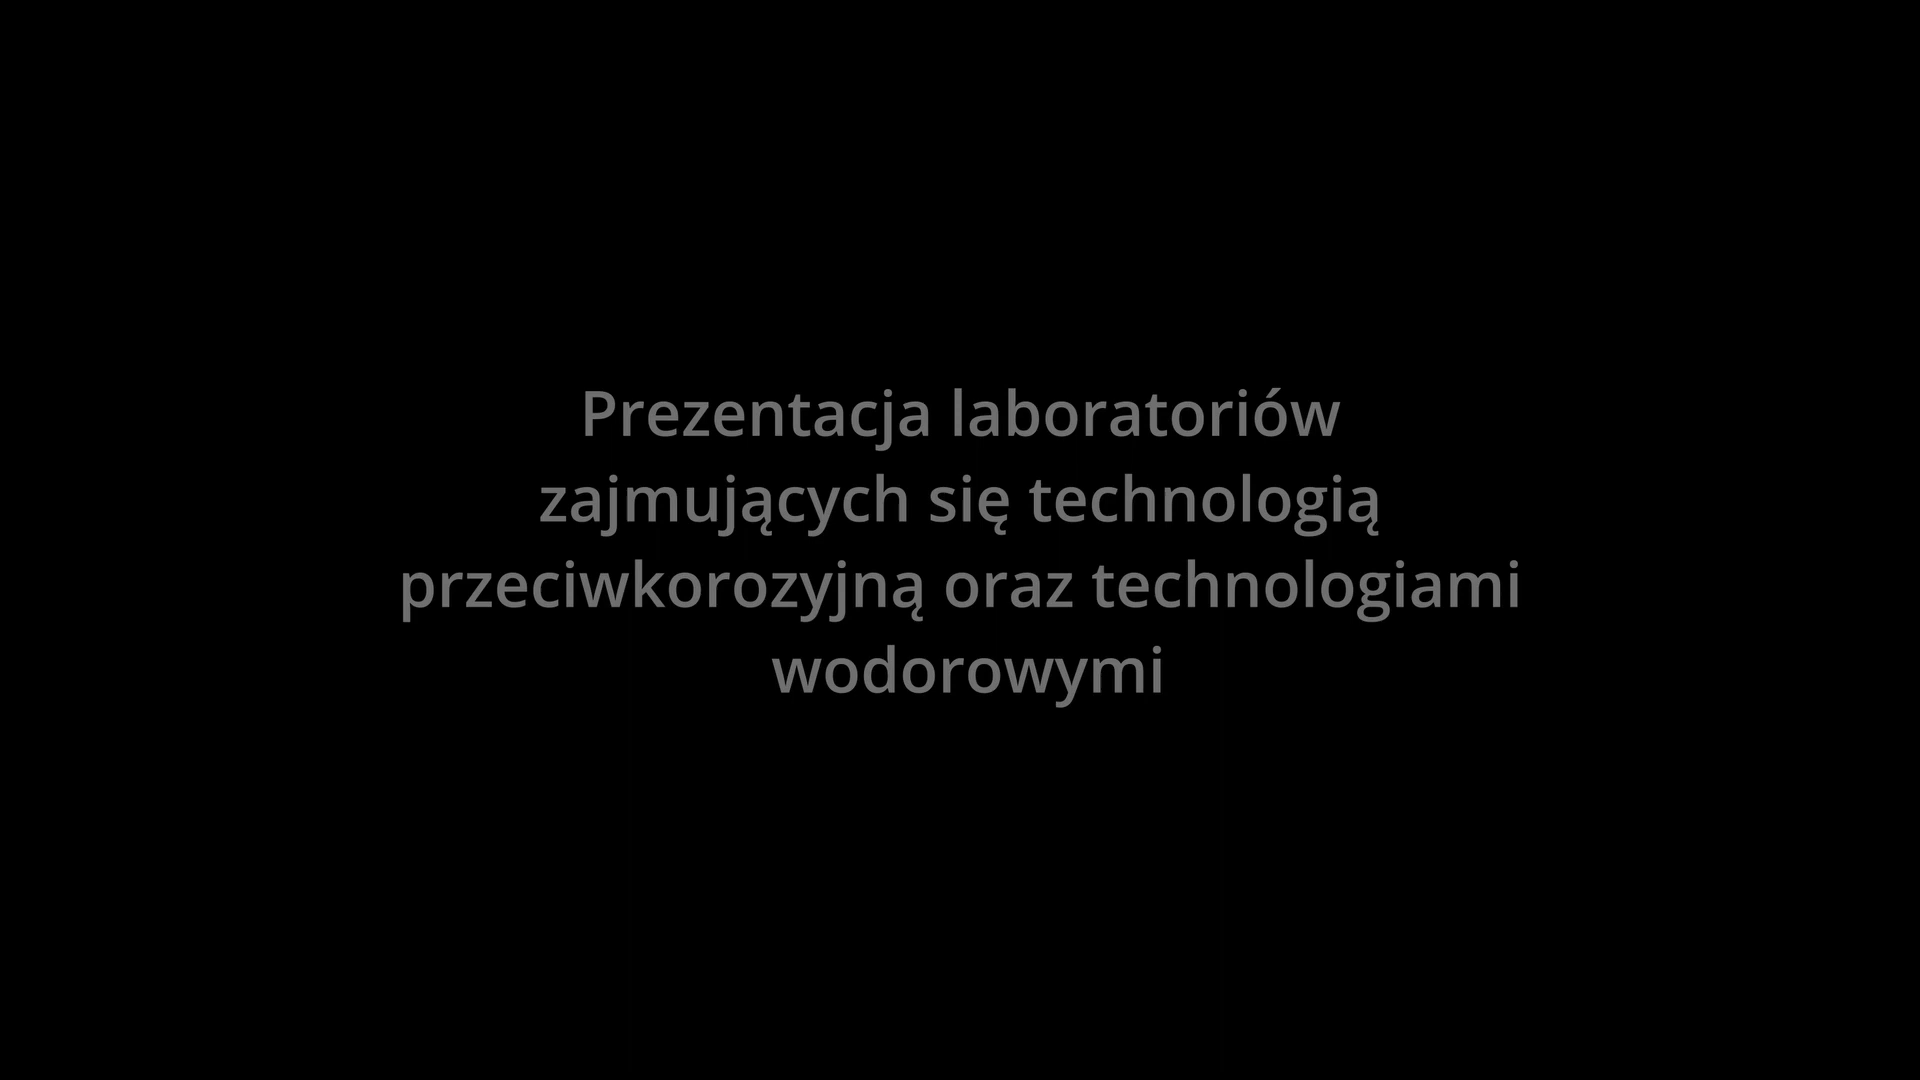 Prezentacja laboratoriów
zajmujących się technologią
przeciwkorozyjną oraz technologiami
wodorowymi